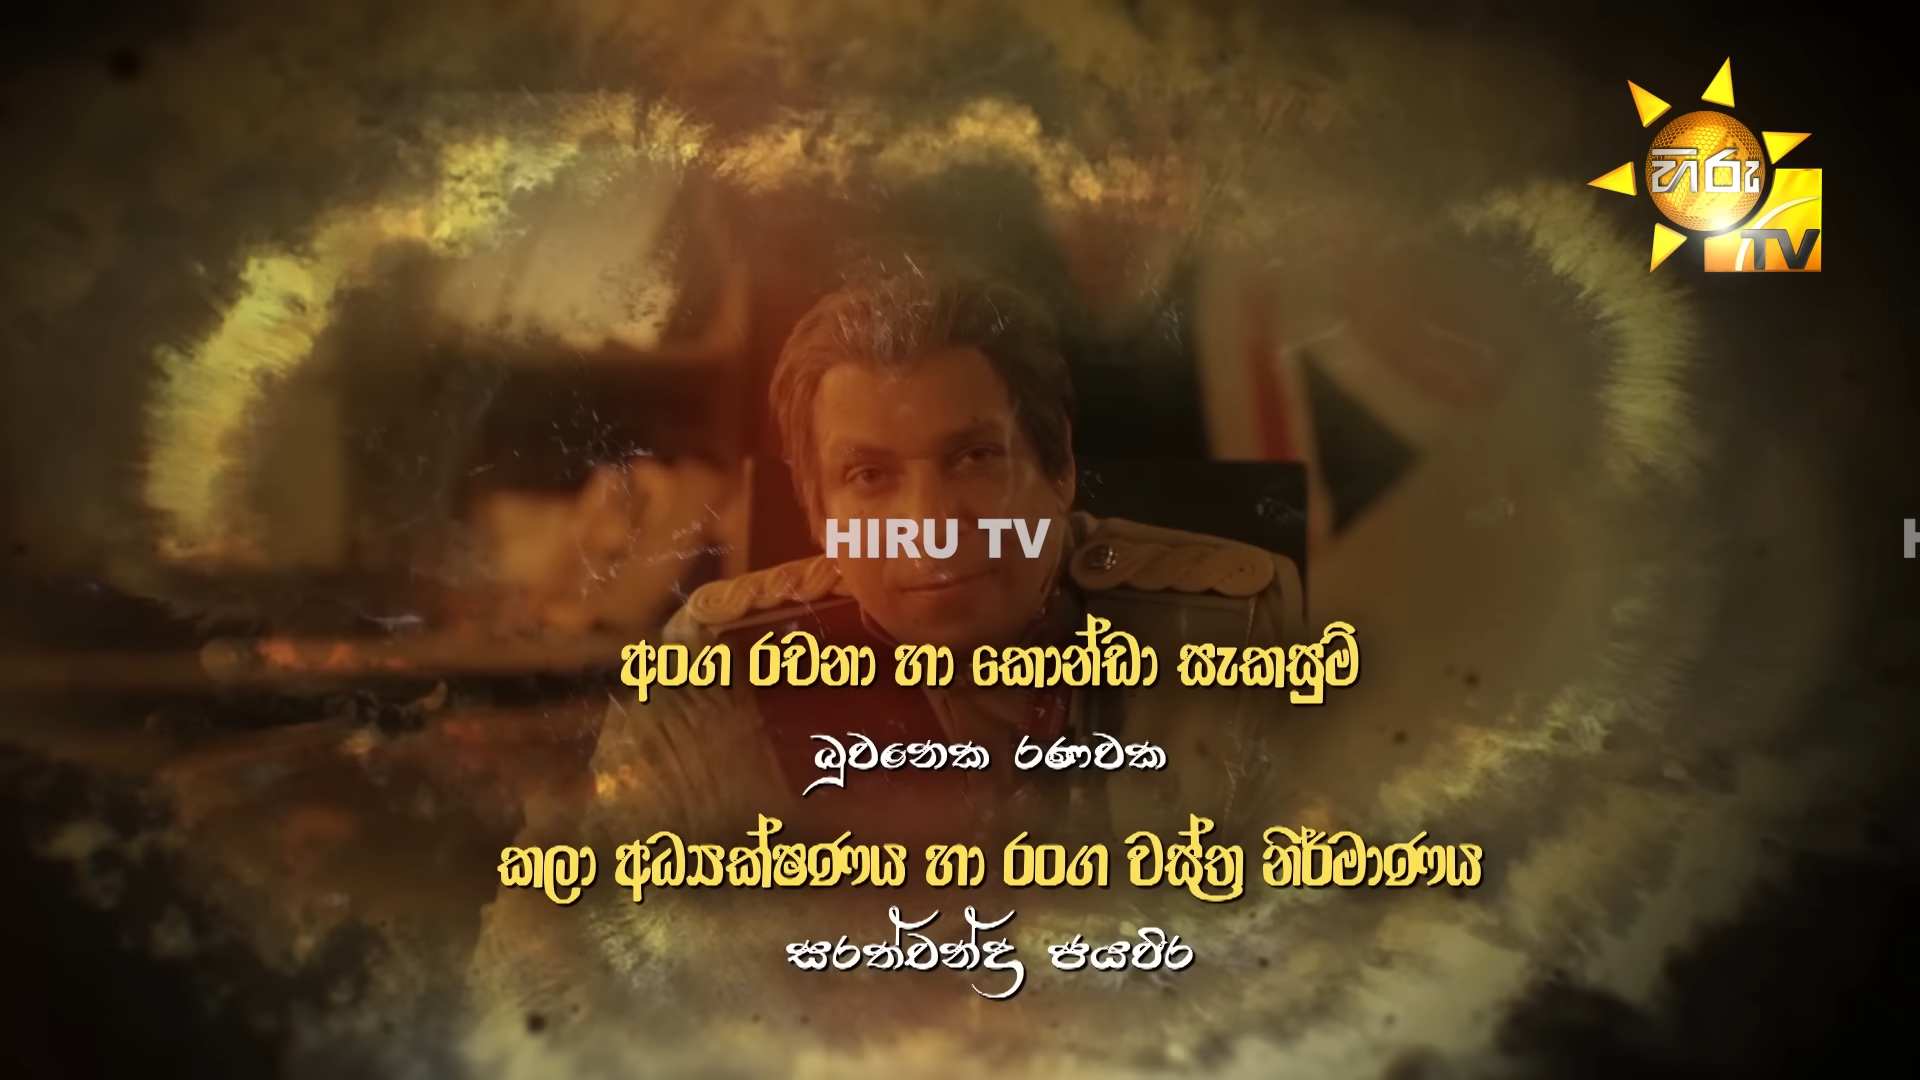 හිරු
TV
HIRU TV
H
අංග රචනා හා කොන්ඩා සැකසුම්
බූවනෙක රණවක
කලා අධ්‍යක්ෂණය හා රංග වස්ත්‍ර නිර්මාණය
සරත්චන්ද්‍ර ජයවීර